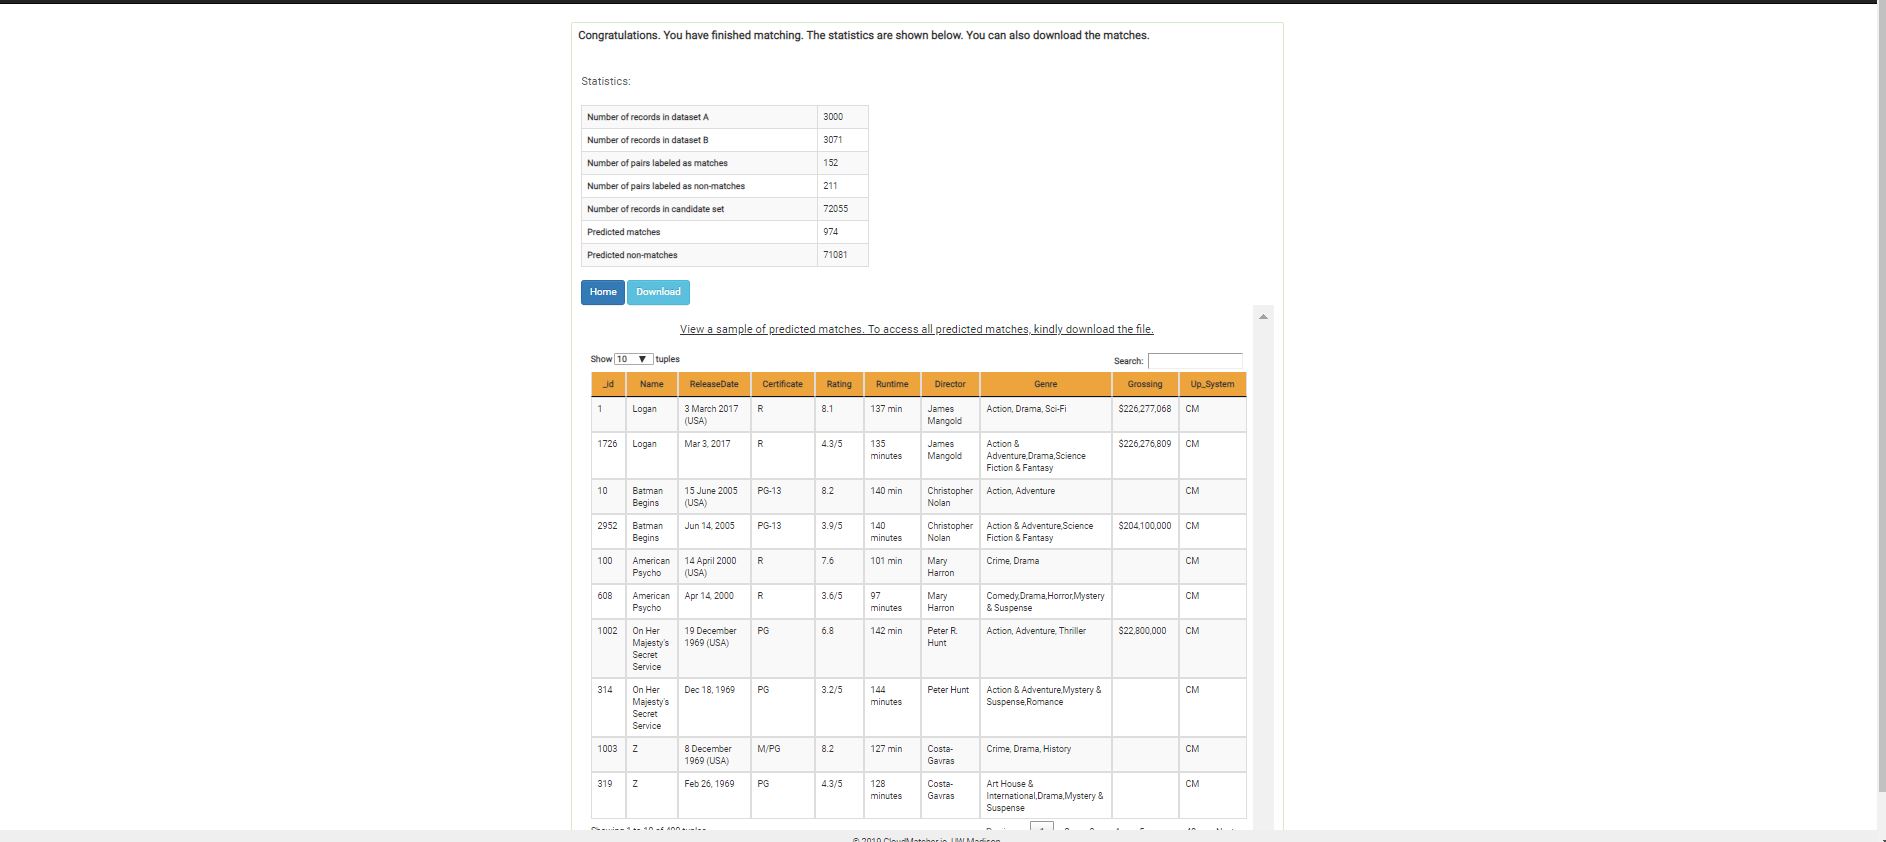 Congratulations. You have finished matching. The statistics are shown below. You can also download the matches.
Statistics:
Number of records in dataset A 3000
Number of records in dataset B 3071
Number of pairs labeled as matches 152
Number of pairs labeled as non-matches 211
Number of records in candidate set 72055
Predicted matches 974
Predicted non-matches 71081
Home Download
View a sample of predicted matches. To access all predicted matches, kindly download the file.
Show 10 tuples Search:
_id Name ReleaseDate Certificate Rating Runtime Director Genre Grossing Up_System
1 Logan 3 March 2017 R 8.1 137 min James Action, Drama, Sci-Fi $226,277,068 CM
(USA) Mangold
1726 Logan Mar 3, 2017 R 4.3/5 135 James Action & $226,276,809 CM
minutes Mangold Adventure,Drama,Science
Fiction & Fantasy
10 Batman 15 June 2005 PG-13 8.2 140 min Christopher Action, Adventure CM
Begins (USA) Nolan
2952 Batman Jun 14, 2005 PG-13 3.9/5 140 Christopher Action & Adventure,Science $204,100,000 CM
Begins minutes Nolan Fiction & Fantasy
100 American 14 April 2000 R 7.6 101 min Mary Crime, Drama CM
Psycho (USA) Harron
608 American Apr 14, 2000 R 3.6/5 97 Mary Comedy,Drama,Horror,Mystery CM
Psycho minutes Harron & Suspense
1002 On Her 19 December PG 6.8 142 min Peter R. Action, Adventure, Thriller $22,800,000 CM
Majesty's 1969 (USA) Hunt
Secret
Service
314 On Her Dec 18, 1969 PG 3.2/5 144 Peter Hunt Action & Adventure,Mystery & CM
Majesty's minutes Suspense,Romance
Secret
Service
1003 Z 8 December M/PG 8.2 127 min Costa- Crime, Drama, History CM
1969 (USA) Gavras
319 Z Feb 26, 1969 PG 4.3/5 128 Costa- Art House & CM
minutes Gavras International,Drama,Mystery &
Suspense